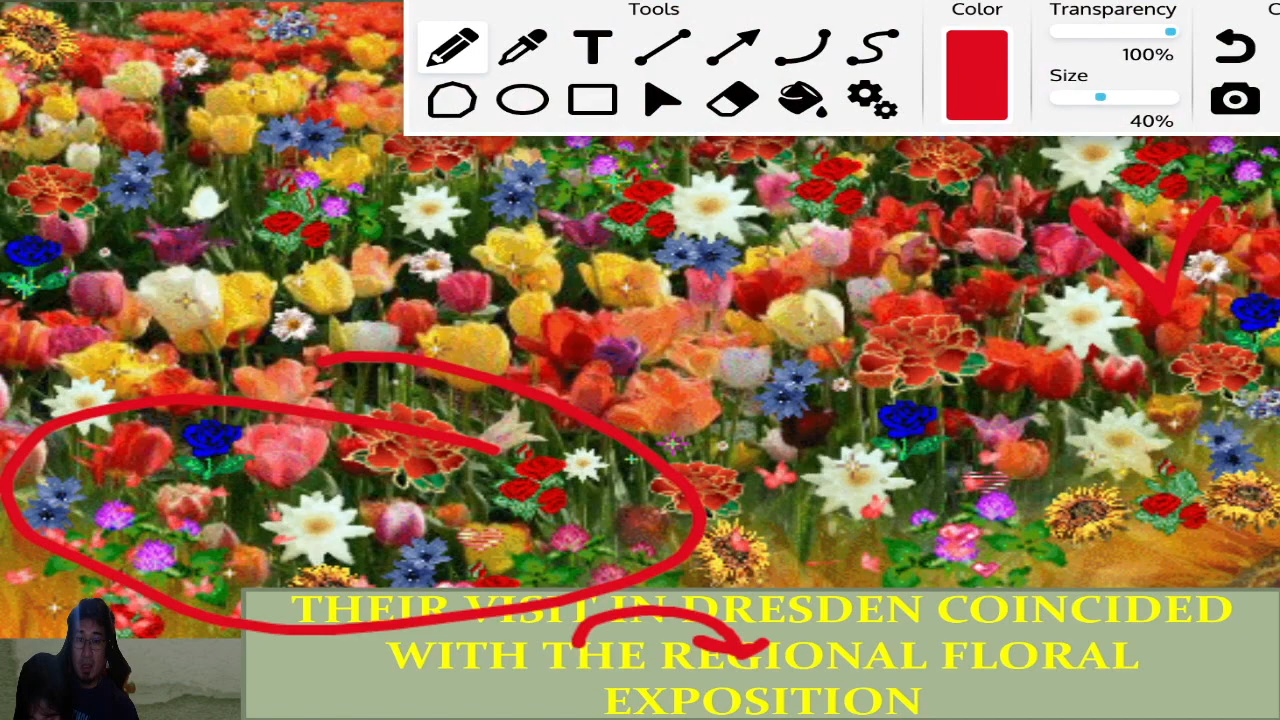 Tools
Color
Transparency
100%
Size
40%
C
THEIR VISIT IN DRESDEN COINCIDED
WITH THE REGIONAL FLORAL
EXPOSITION